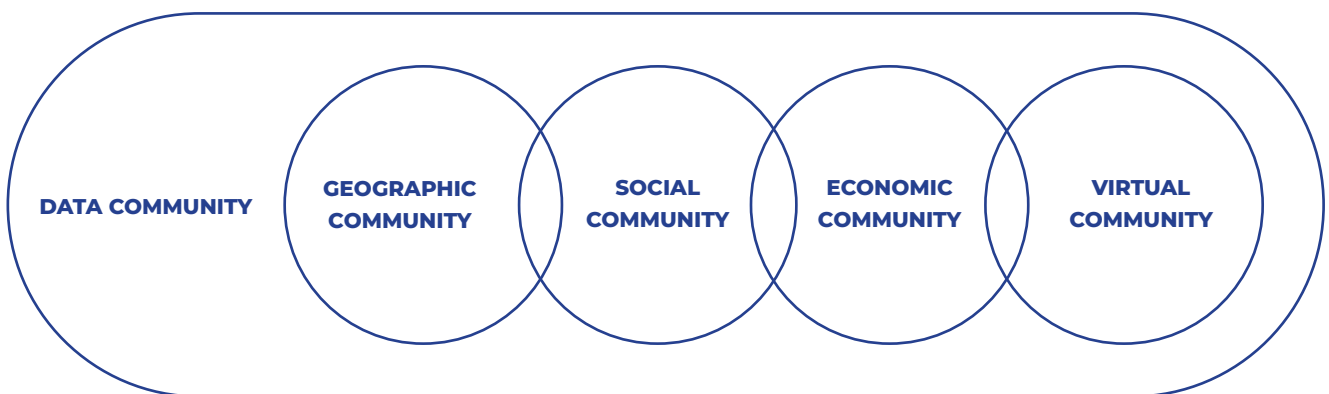 DATA COMMUNITY
GEOGRAPHIC
COMMUNITY
SOCIAL
COMMUNITY
ECONOMIC
COMMUNITY
VIRTUAL
COMMUNITY